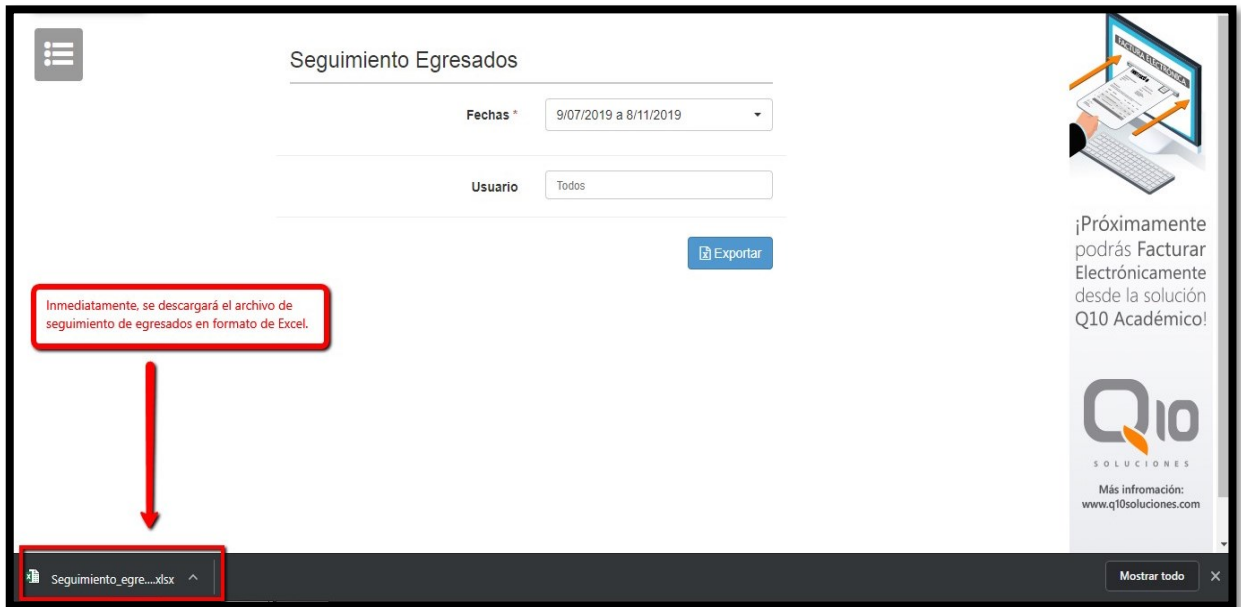 Seguimiento Egresados
Fechas *
9/07/2019 a 8/11/2019
Usuario
Todos
Exportar
Inmediatamente, se descargará el archivo de
seguimiento de egresados en formato de Excel.
FACTURA ELECTRÓNICA
¡Próximamente
podrás Facturar
Electrónicamente
desde la solución
Q10 Académico!
Q10
SOLUCIONES
Más infromación:
www.q10soluciones.com
Seguimiento_egre....xlsx
Mostrar todo